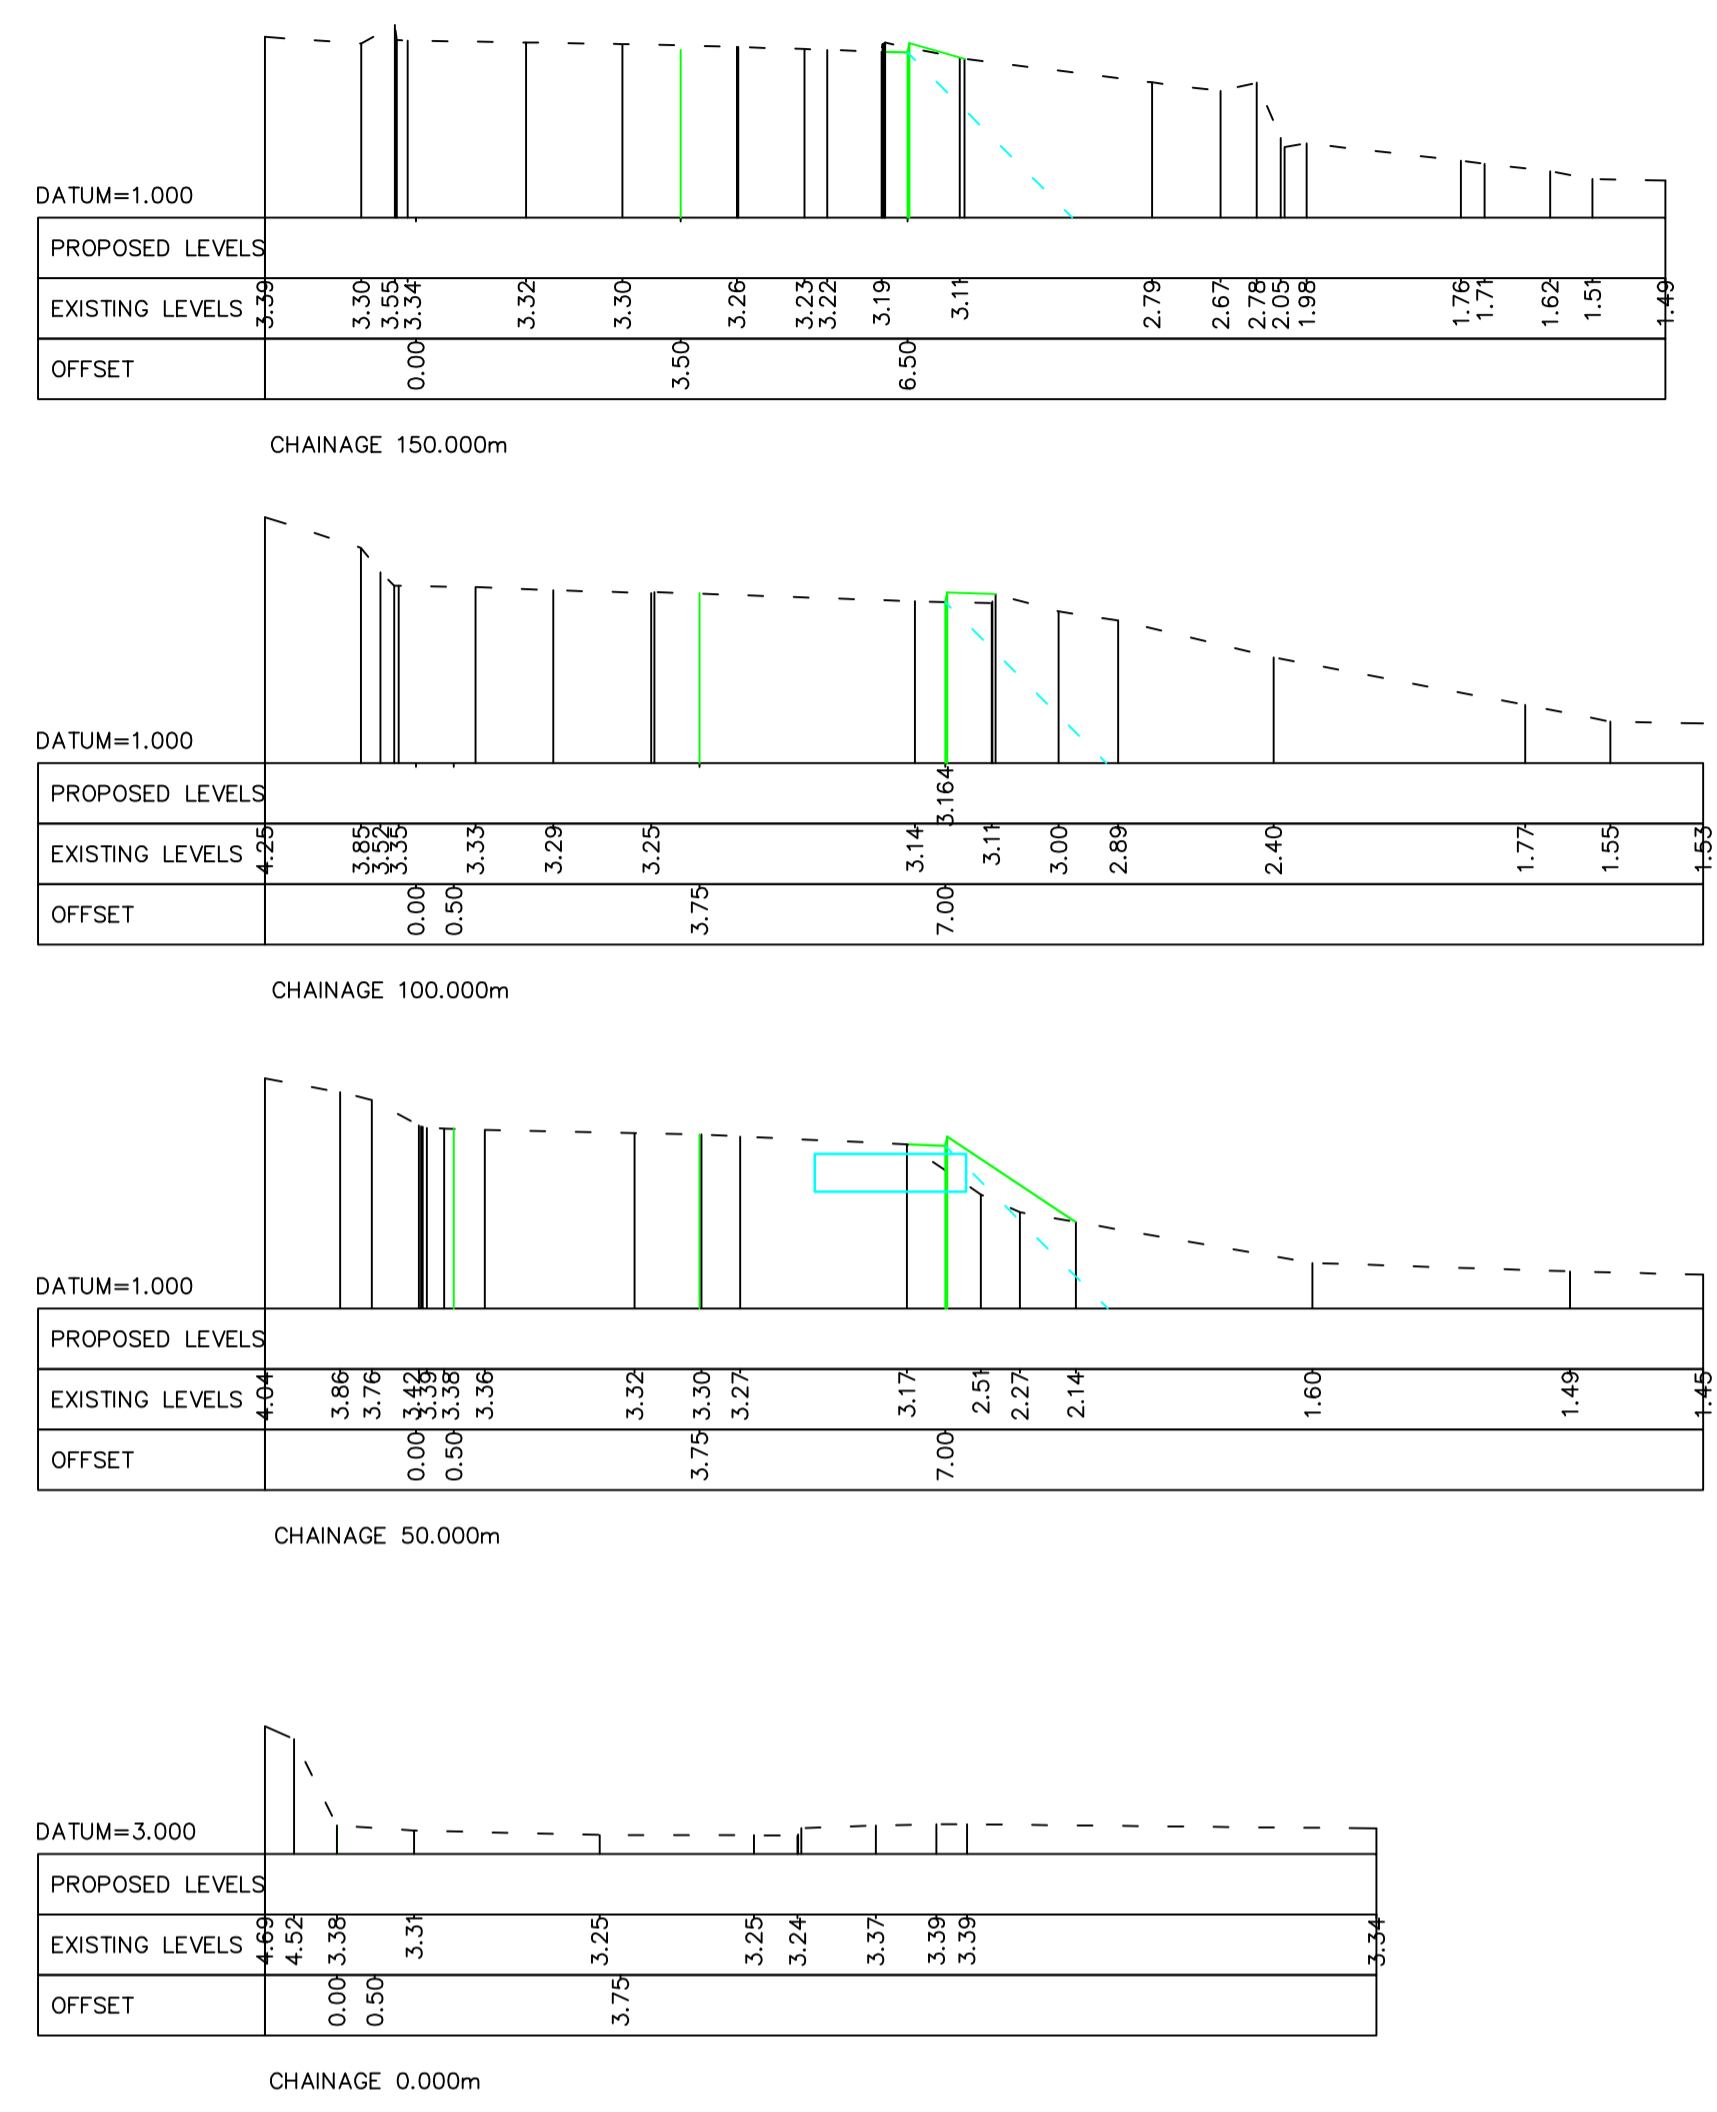 DATUM=1.000
PROPOSED LEVELS
EXISTING LEVELS 3.39 3.30 3.55 3.34 3.32 3.30 3.26 3.23 3.22 3.19 3.11 2.79 2.67 2.78 2.05 1.98 1.76 1.71 1.62 1.51 1.49
OFFSET 0.00 3.50 6.50
CHAINAGE 150.000m
DATUM=1.000
PROPOSED LEVELS 3.164
EXISTING LEVELS 4.25 3.85 3.52 3.35 3.33 3.29 3.25 3.14 3.11 3.00 2.89 2.40 1.77 1.55 1.53
OFFSET 0.00 0.50 3.75 7.00
CHAINAGE 100.000m
DATUM=1.000
PROPOSED LEVELS
EXISTING LEVELS 4.04 3.86 3.76 3.42 3.39 3.38 3.36 3.32 3.30 3.27 3.17 2.51 2.27 2.14 1.60 1.49 1.45
OFFSET 0.00 0.50 3.75 7.00
CHAINAGE 50.000m
DATUM=3.000
PROPOSED LEVELS
EXISTING LEVELS 4.69 4.52 3.38 3.31 3.25 3.25 3.24 3.37 3.39 3.39 3.34
OFFSET 0.00 0.50 3.75
CHAINAGE 0.000m